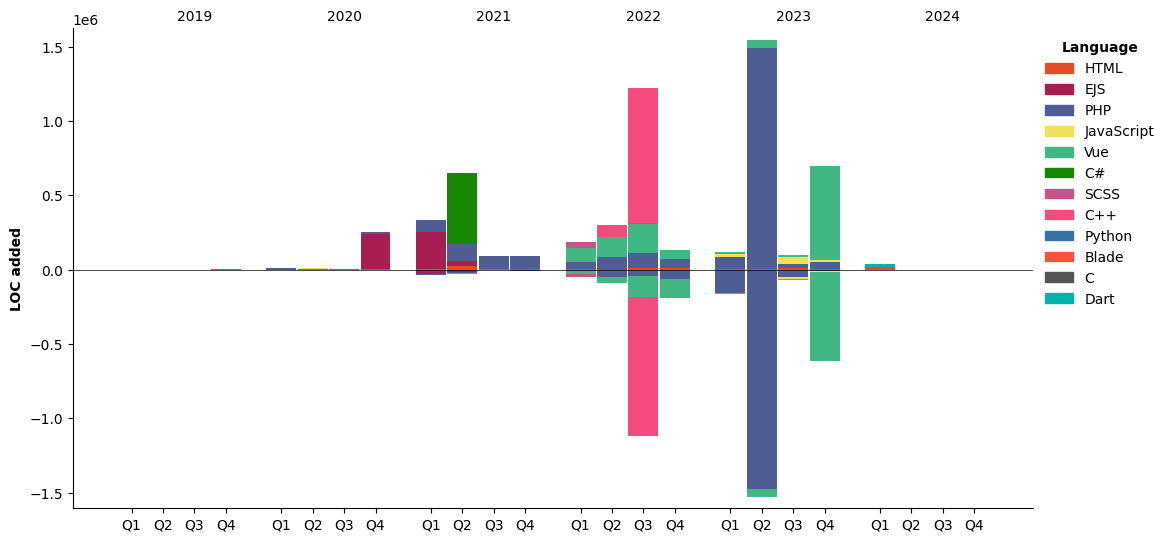 1e6
2019 2020 2021 2022 2023 2024
LOC added
1.5
1.0
0.5
0.0
−0.5
−1.0
−1.5
Q1 Q2 Q3 Q4 Q1 Q2 Q3 Q4 Q1 Q2 Q3 Q4 Q1 Q2 Q3 Q4 Q1 Q2 Q3 Q4 Q1 Q2 Q3 Q4
Language
HTML
EJS
PHP
JavaScript
Vue
C#
SCSS
C++
Python
Blade
C
Dart